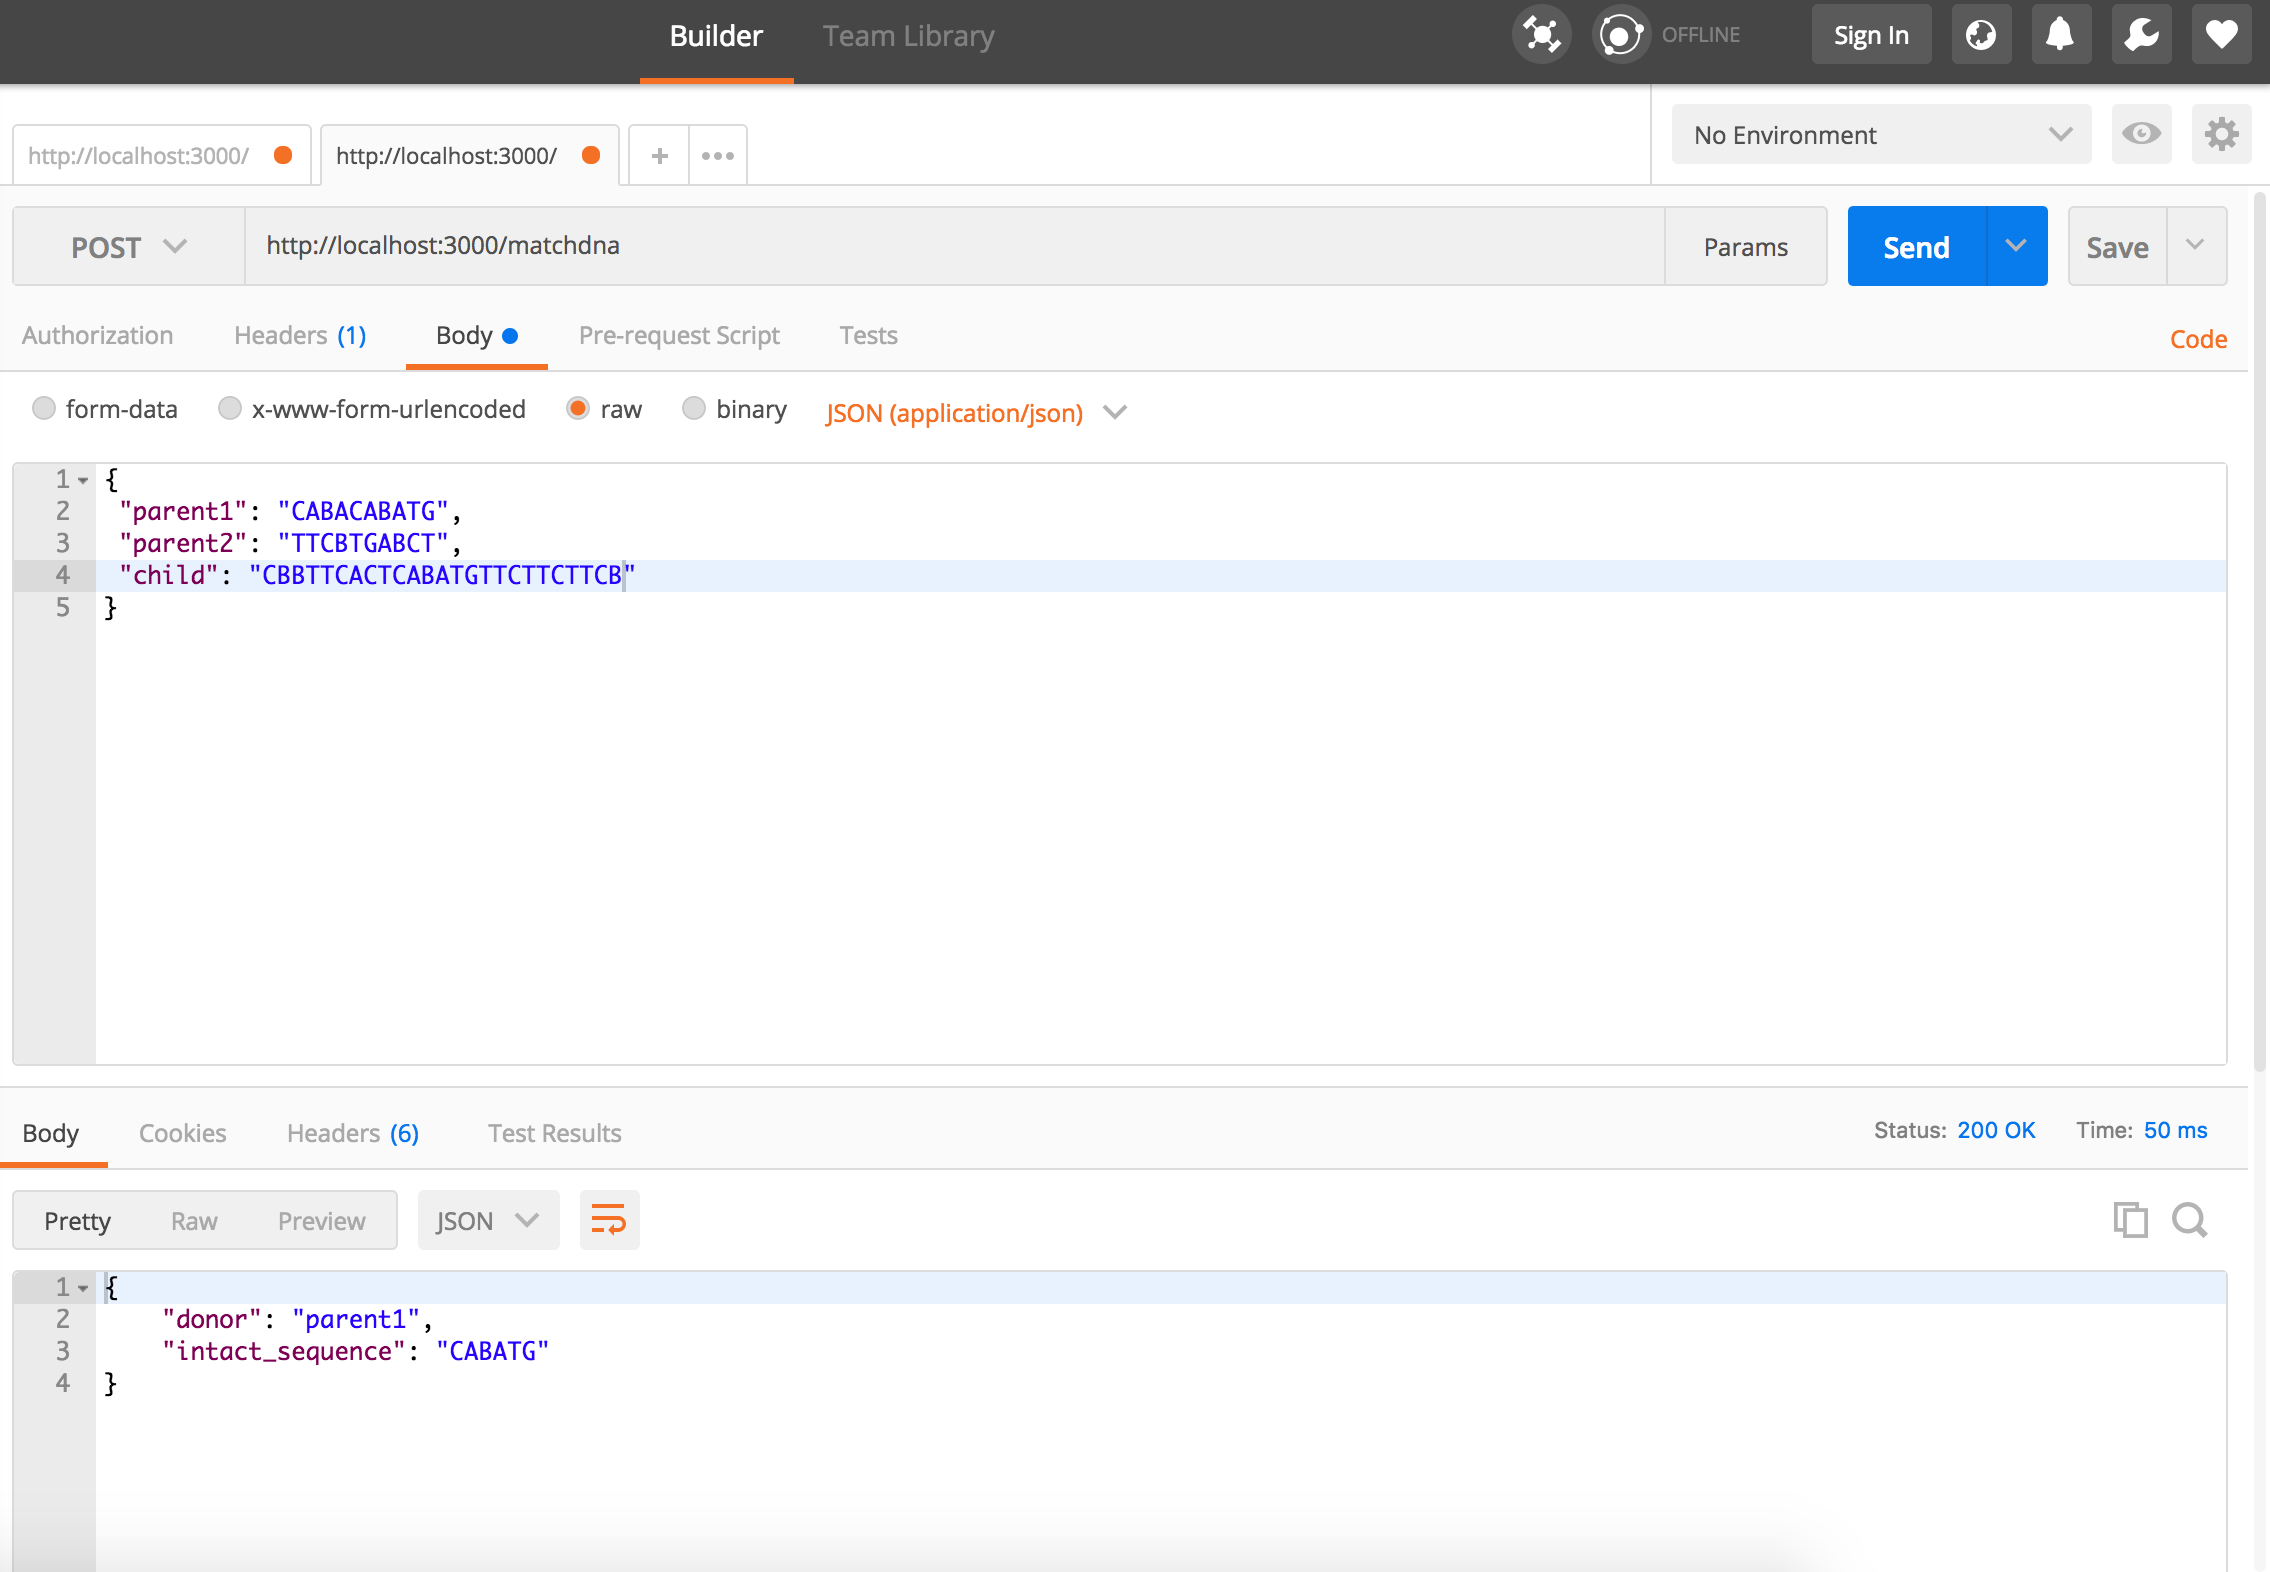 Builder Team Library OFFLINE Sign In
http://localhost:3000/ http://localhost:3000/ + No Environment
POST http://localhost:3000/matchdna Params Send Save
Authorization Headers (1) Body Pre-request Script Tests Code
form-data x-www-form-urlencoded raw binary JSON (application/json)
1 {
2 "parent1": "CABACABATG",
3 "parent2": "TTCBTGABCT",
4 "child": "CBBTTCACTCABATGTTCTTCTTCB"
5 }
Body Cookies Headers (6) Test Results Status: 200 OK Time: 50 ms
Pretty Raw Preview JSON
1 {
2 "donor": "parent1",
3 "intact_sequence": "CABATG"
4 }